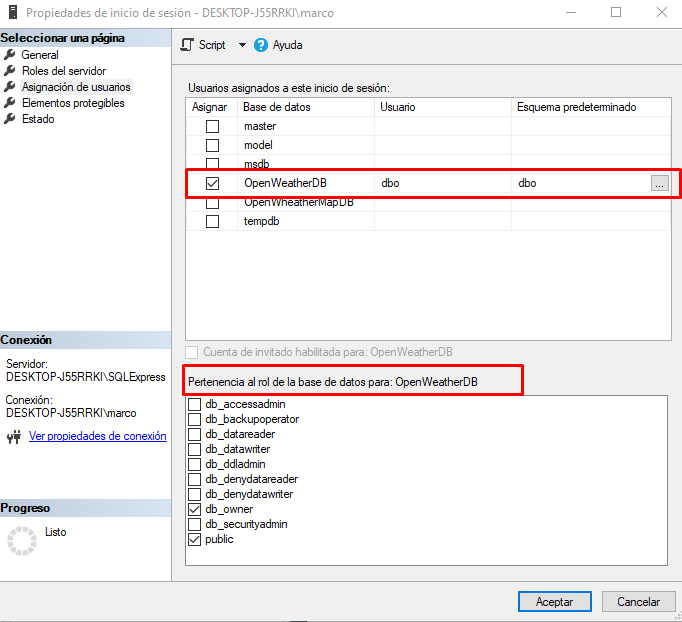 Propiedades de inicio de sesión - DESKTOP-J55RRKI\marco
Seleccionar una página
General
Roles del servidor
Asignación de usuarios
Elementos protegibles
Estado
Script
Ayuda
Usuarios asignados a este inicio de sesión:
Asignar Base de datos Usuario Esquema predeterminado
master
model
msdb
OpenWeatherDB dbo dbo ...
OpenWheatherMapDB
tempdb
Cuenta de invitado habilitada para: OpenWeatherDB
Pertenencia al rol de la base de datos para: OpenWeatherDB
db_accessadmin
db_backupoperator
db_datareader
db_datawriter
db_ddladmin
db_denydatareader
db_denydatawriter
db_owner
db_securityadmin
public
Conexión
Servidor:
DESKTOP-J55RRKI\SQLExpress
Conexión:
DESKTOP-J55RRKI\marco
Ver propiedades de conexión
Progreso
Listo
Aceptar Cancelar